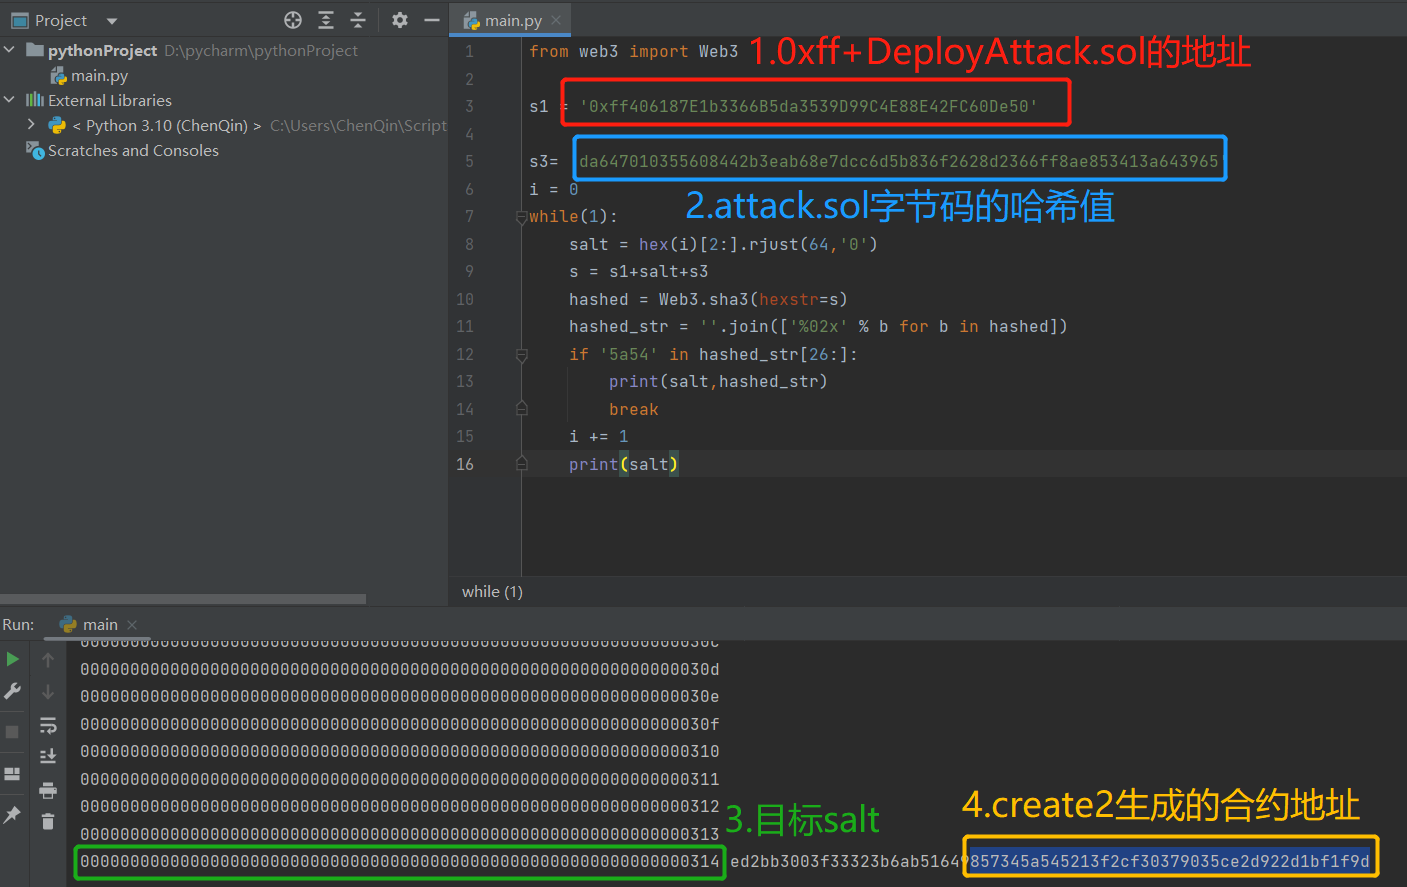 Project
main.py
pythonProject D:\pycharm\pythonProject
main.py
External Libraries
< Python 3.10 (ChenQin) > C:\Users\ChenQin\Script
Scratches and Consoles
1 from web3 import Web3
1.0xff+DeployAttack.sol的地址
2
3 s1 = '0xff406187E1b3366B5da3539D99C4E88E42FC60De50'
4
5 s3= da647010355608442b3eab68e7dcc6d5b836f2628d2366ff8ae853413a643965'
2.attack.sol字节码的哈希值
6 i = 0
7 while(1):
8 salt = hex(i)[2:].rjust(64,'0')
9 s = s1+salt+s3
10 hashed = Web3.sha3(hexstr=s)
11 hashed_str = ''.join(['%02x' % b for b in hashed])
12 if '5a54' in hashed_str[26:]:
13 print(salt,hashed_str)
14 break
15 i += 1
16 print(salt)
while (1)
Run: main
000000000000000000000000000000000000000000000000000000000000030c
000000000000000000000000000000000000000000000000000000000000030d
000000000000000000000000000000000000000000000000000000000000030e
000000000000000000000000000000000000000000000000000000000000030f
0000000000000000000000000000000000000000000000000000000000000310
0000000000000000000000000000000000000000000000000000000000000311
0000000000000000000000000000000000000000000000000000000000000312
0000000000000000000000000000000000000000000000000000000000000313
3.目标salt
4.create2生成的合约地址
0000000000000000000000000000000000000000000000000000000000000314 ed2bb3003f33323b6ab51649857345a545213f2cf30379035ce2d922d1bf1f9d